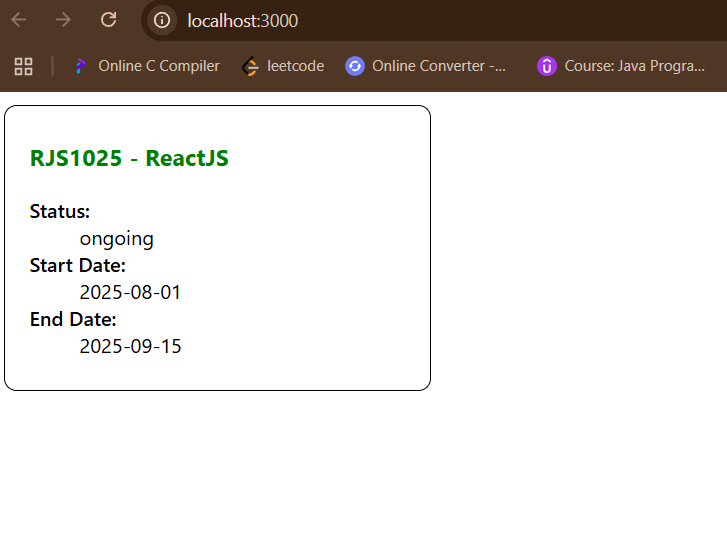 localhost:3000
Online C Compiler leetcode Online Converter -... Course: Java Progra...
RJS1025 - ReactJS
Status:
ongoing
Start Date:
2025-08-01
End Date:
2025-09-15